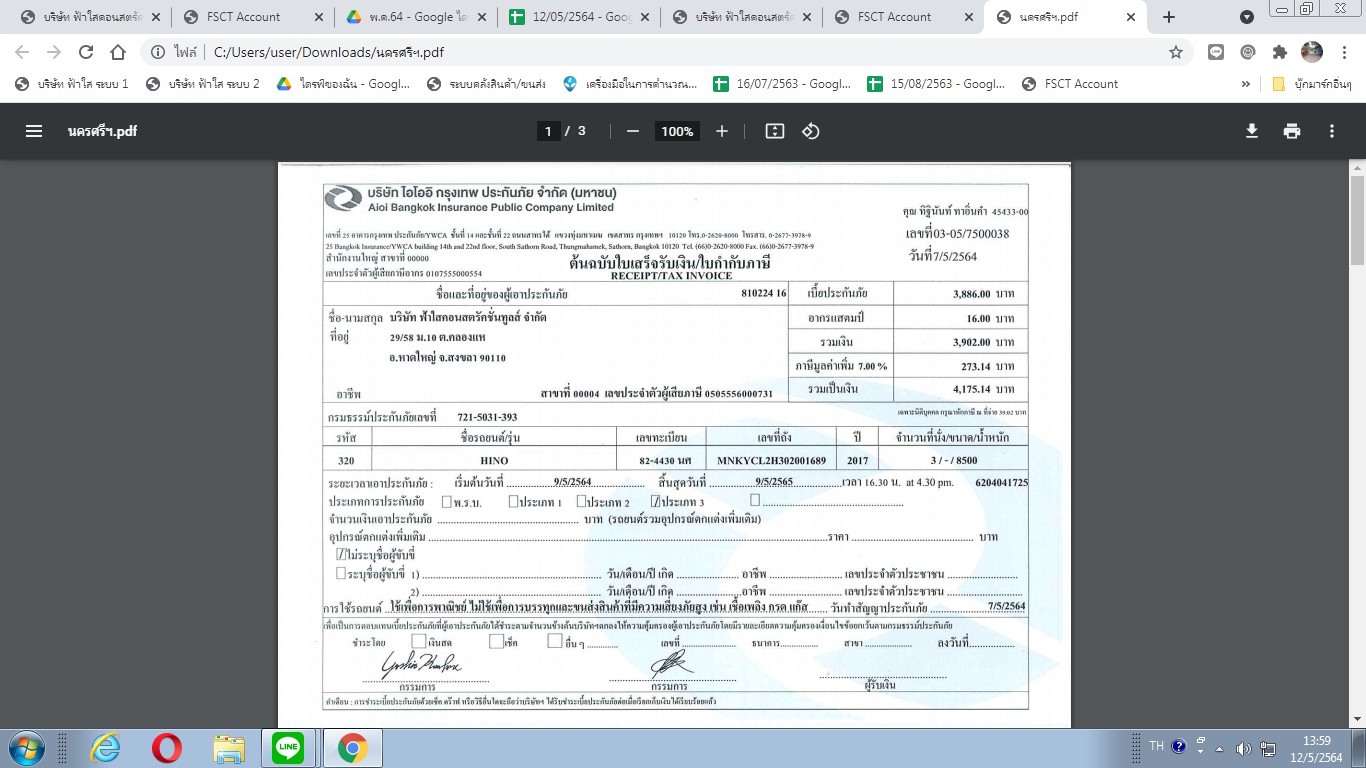 บริษัท ฟ้าใสคอนสตรัค
FSCT Account
พ.ค.64 - Google ไดร
12/05/2564 - Goog
บริษัท ฟ้าใสคอนสตรัค
FSCT Account
นครศรีฯ.pdf
ไฟล์ C:/Users/user/Downloads/นครศรีฯ.pdf
บริษัท ฟ้าใส ระบบ 1 บริษัท ฟ้าใส ระบบ 2 ไดรฟ์ของฉัน - Googl... ระบบคลังสินค้า/ขนส่ง เครื่องมือในการคำนวณ... 16/07/2563 - Googl... 15/08/2563 - Googl... FSCT Account » บุ๊กมาร์กอื่นๆ
นครศรีฯ.pdf 1 / 3 100%
บริษัท ไอโออิ กรุงเทพ ประกันภัย จำกัด (มหาชน)
Aioi Bangkok Insurance Public Company Limited
คุณ ทิฐินันท์ ทาอิ่นคำ 45433-00
เลขที่ 25 อาคารกรุงเทพ ประกันภัย/YWCA ชั้นที่ 14 และชั้นที่ 22 ถนนสาทรใต้ แขวงทุ่งมหาเมฆ เขตสาทร กรุงเทพฯ 10120 โทร.0-2620-8000 โทรสาร. 0-2677-3978-9
เลขที่03-05/7500038
25 Bangkok Insurance/YWCA building 14th and 22nd floor, South Sathorn Road, Thungmahamek, Sathorn, Bangkok 10120 Tel. (66)0-2620-8000 Fax. (66)0-2677-3978-9
สำนักงานใหญ่ สาขาที่ 00000
วันที่7/5/2564
ต้นฉบับใบเสร็จรับเงิน/ใบกำกับภาษี
เลขประจำตัวผู้เสียภาษีอากร 0107555000554
RECEIPT/TAX INVOICE
ชื่อและที่อยู่ของผู้เอาประกันภัย 810224 16 เบี้ยประกันภัย 3,886.00 บาท
ชื่อ-นามสกุล บริษัท ฟ้าใสคอนสตรัคชั่นทูลส์ จำกัด อากรแสตมป์ 16.00 บาท
ที่อยู่ 29/58 ม.10 ต.คลองแห รวมเงิน 3,902.00 บาท
อ.หาดใหญ่ จ.สงขลา 90110 ภาษีมูลค่าเพิ่ม 7.00 % 273.14 บาท
อาชีพ สาขาที่ 00004 เลขประจำตัวผู้เสียภาษี 0505556000731 รวมเป็นเงิน 4,175.14 บาท
กรมธรรม์ประกันภัยเลขที่ 721-5031-393 เฉพาะนิติบุคคล กรุณาหักภาษี ณ ที่จ่าย 39.02 บาท
รหัส ชื่อรถยนต์/รุ่น เลขทะเบียน เลขที่ถัง ปี จำนวนที่นั่ง/ขนาด/น้ำหนัก
320 HINO 82-4430 นศ MNKYCL2H302001689 2017 3 / - / 8500
ระยะเวลาเอาประกันภัย : เริ่มต้นวันที่ 9/5/2564 สิ้นสุดวันที่ 9/5/2565 เวลา 16.30 น. at 4.30 pm. 6204041725
ประเภทการประกันภัย พ.ร.บ. ประเภท 1 ประเภท 2 / ประเภท 3
จำนวนเงินเอาประกันภัย บาท (รถยนต์รวมอุปกรณ์ตกแต่งเพิ่มเติม)
อุปกรณ์ตกแต่งเพิ่มเติม ราคา บาท
/ ไม่ระบุชื่อผู้ขับขี่
ระบุชื่อผู้ขับขี่ 1) วัน/เดือน/ปี เกิด อาชีพ เลขประจำตัวประชาชน
2) วัน/เดือน/ปี เกิด อาชีพ เลขประจำตัวประชาชน
การใช้รถยนต์ ใช้เพื่อการพาณิชย์ ไม่ใช้เพื่อการบรรทุกและขนส่งสินค้าที่มีความเสี่ยงภัยสูง เช่น เชื้อเพลิง กรด แก๊ส วันทำสัญญาประกันภัย 7/5/2564
เพื่อเป็นการตอบแทนเบี้ยประกันภัยที่ผู้เอาประกันภัยได้ชำระตามจำนวนข้างต้นบริษัทฯตกลงให้ความคุ้มครองผู้เอาประกันภัยโดยมีรายละเอียดความคุ้มครองเงื่อนไขข้อยกเว้นตามกรมธรรม์ประกันภัย
ชำระโดย เงินสด เช็ค อื่น ๆ เลขที่ ธนาคาร สาขา ลงวันที่
กรรมการ กรรมการ ผู้รับเงิน
คำเตือน : การชำระเบี้ยประกันภัยด้วยเช็ค ดร๊าฟ หรือวิธีอื่นใดจะถือว่าบริษัทฯ ได้รับชำระเบี้ยประกันภัยต่อเมื่อเรียกเก็บเงินได้เรียบร้อยแล้ว
LINE
TH
13:59
12/5/2564